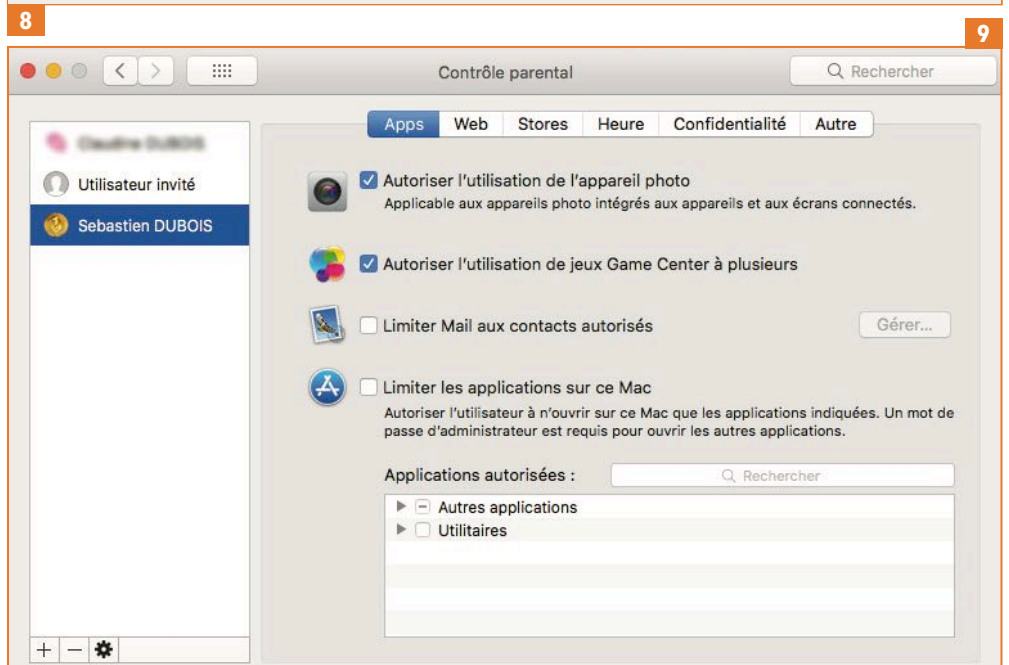 8
9
Contrôle parental
Rechercher
Apps Web Stores Heure Confidentialité Autre
Utilisateur invité
Sebastien DUBOIS
Autoriser l'utilisation de l'appareil photo
Applicable aux appareils photo intégrés aux appareils et aux écrans connectés.
Autoriser l'utilisation de jeux Game Center à plusieurs
Limiter Mail aux contacts autorisés
Gérer...
Limiter les applications sur ce Mac
Autoriser l'utilisateur à n'ouvrir sur ce Mac que les applications indiquées. Un mot de
passe d'administrateur est requis pour ouvrir les autres applications.
Applications autorisées :
Rechercher
Autres applications
Utilitaires